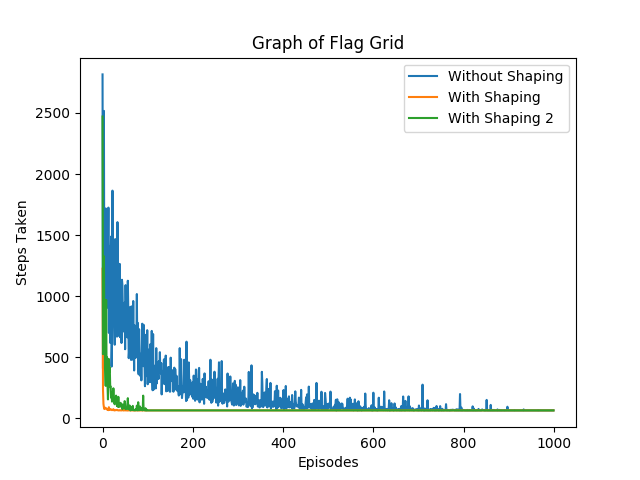 Graph of Flag Grid
Without Shaping
With Shaping
With Shaping 2
Steps Taken
2500
2000
1500
1000
500
0
0 200 400 600 800 1000
Episodes